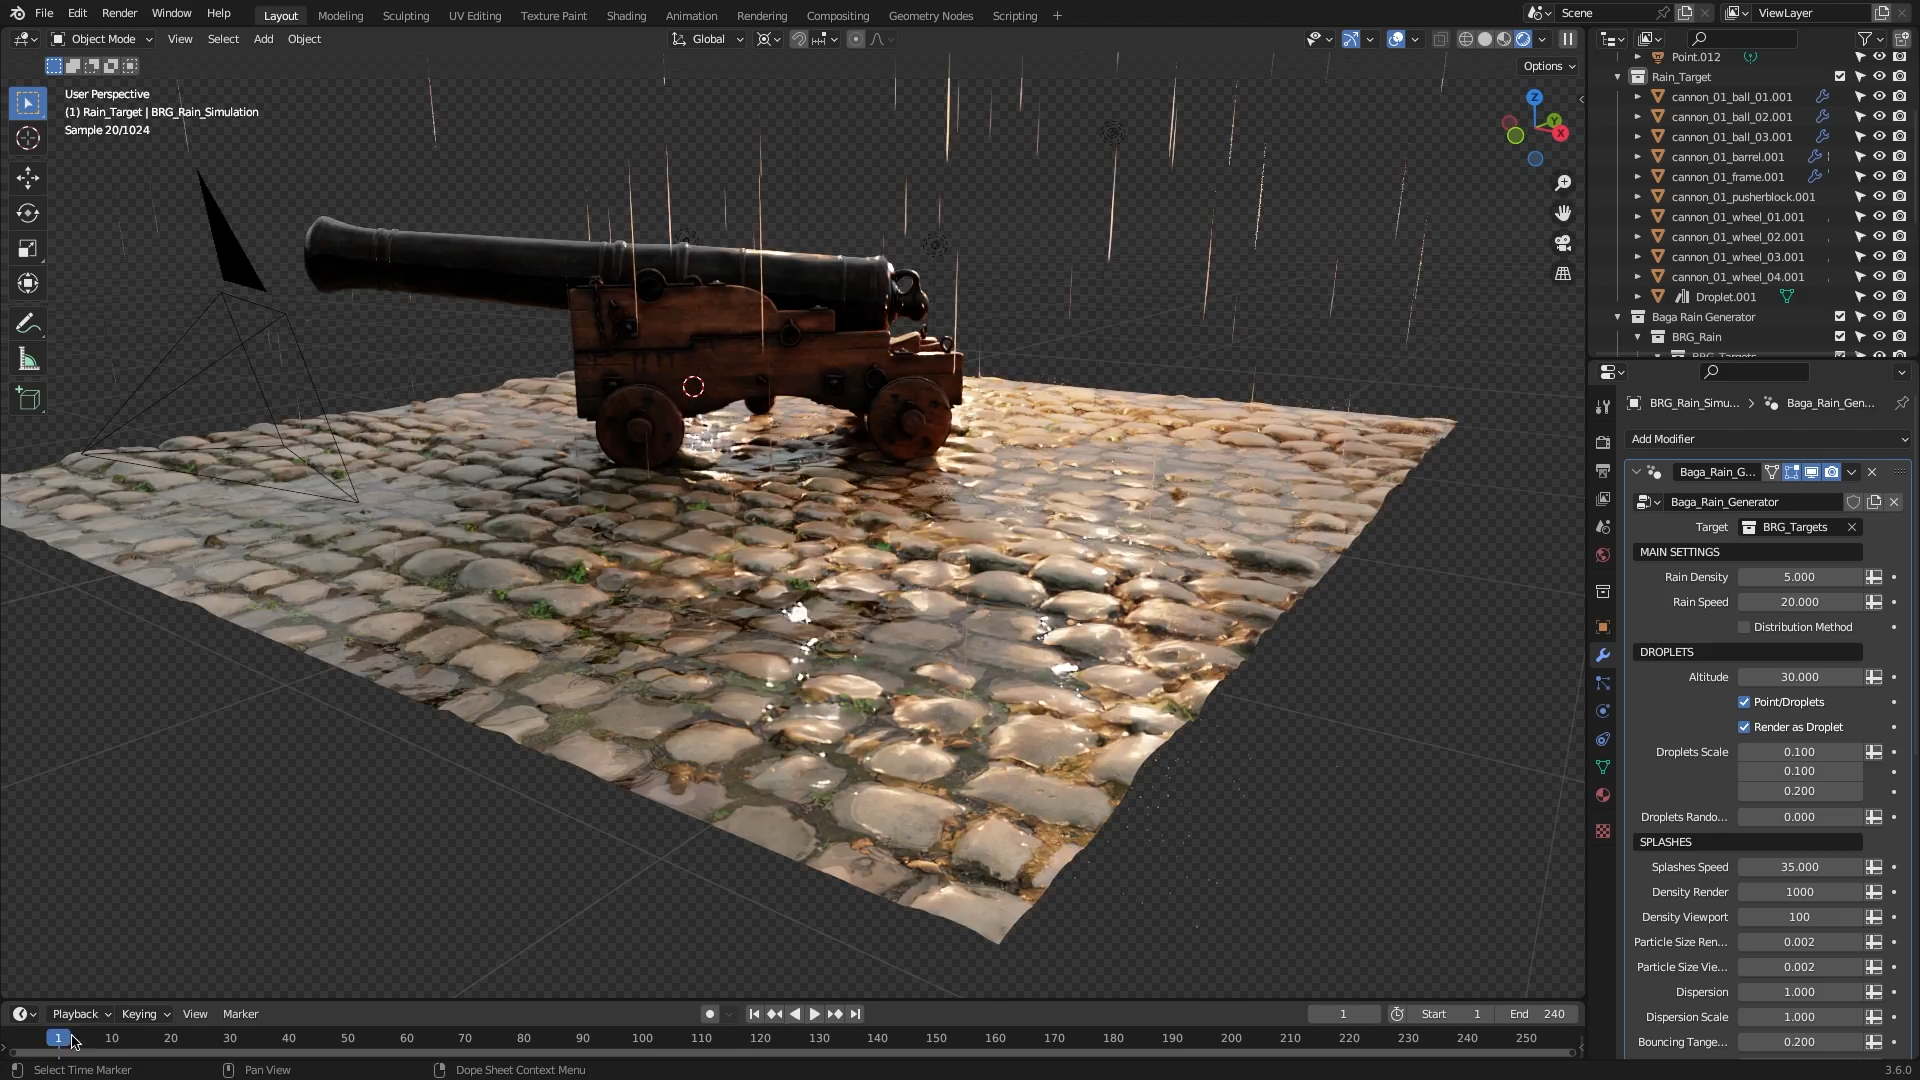 File Edit Render Window Help Layout Modeling Sculpting UV Editing Texture Paint Shading Animation Rendering Compositing Geometry Nodes Scripting + Scene ViewLayer
Object Mode View Select Add Object Global
Options
User Perspective
(1) Rain_Target | BRG_Rain_Simulation
Sample 20/1024
Z
Y
X
Point.012
Rain_Target
cannon_01_ball_01.001
cannon_01_ball_02.001
cannon_01_ball_03.001
cannon_01_barrel.001
cannon_01_frame.001
cannon_01_pusherblock.001
cannon_01_wheel_01.001
cannon_01_wheel_02.001
cannon_01_wheel_03.001
cannon_01_wheel_04.001
Droplet.001
Baga Rain Generator
BRG_Rain
BRG_Targets
BRG_Rain_Simu... > Baga_Rain_Gen...
Add Modifier
Baga_Rain_G...
Baga_Rain_Generator
Target BRG_Targets
MAIN SETTINGS
Rain Density 5.000
Rain Speed 20.000
Distribution Method
DROPLETS
Altitude 30.000
Point/Droplets
Render as Droplet
Droplets Scale 0.100
0.100
0.200
Droplets Rando... 0.000
SPLASHES
Splashes Speed 35.000
Density Render 1000
Density Viewport 100
Particle Size Ren... 0.002
Particle Size Vie... 0.002
Dispersion 1.000
Dispersion Scale 1.000
Bouncing Tange... 0.200
Playback Keying View Marker 1 Start 1 End 240
1 10 20 30 40 50 60 70 80 90 100 110 120 130 140 150 160 170 180 190 200 210 220 230 240 250
Select Time Marker Pan View Dope Sheet Context Menu 3.6.0